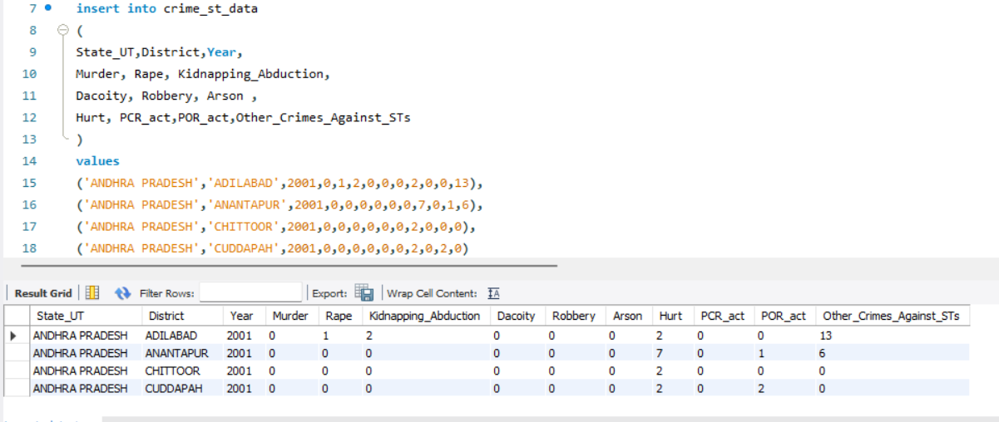 7 insert into crime_st_data
8 (
9 State_UT,District,Year,
10 Murder, Rape, Kidnapping_Abduction,
11 Dacoity, Robbery, Arson ,
12 Hurt, PCR_act,POR_act,Other_Crimes_Against_STs
13 )
14 values
15 ('ANDHRA PRADESH','ADILABAD',2001,0,1,2,0,0,0,2,0,0,13),
16 ('ANDHRA PRADESH','ANANTAPUR',2001,0,0,0,0,0,0,7,0,1,6),
17 ('ANDHRA PRADESH','CHITTOOR',2001,0,0,0,0,0,0,2,0,0,0),
18 ('ANDHRA PRADESH','CUDDAPAH',2001,0,0,0,0,0,0,2,0,2,0)
Result Grid Filter Rows: Export: Wrap Cell Content: IA
State_UT District Year Murder Rape Kidnapping_Abduction Dacoity Robbery Arson Hurt PCR_act POR_act Other_Crimes_Against_STs
ANDHRA PRADESH ADILABAD 2001 0 1 2 0 0 0 2 0 0 13
ANDHRA PRADESH ANANTAPUR 2001 0 0 0 0 0 0 7 0 1 6
ANDHRA PRADESH CHITTOOR 2001 0 0 0 0 0 0 2 0 0 0
ANDHRA PRADESH CUDDAPAH 2001 0 0 0 0 0 0 2 0 2 0